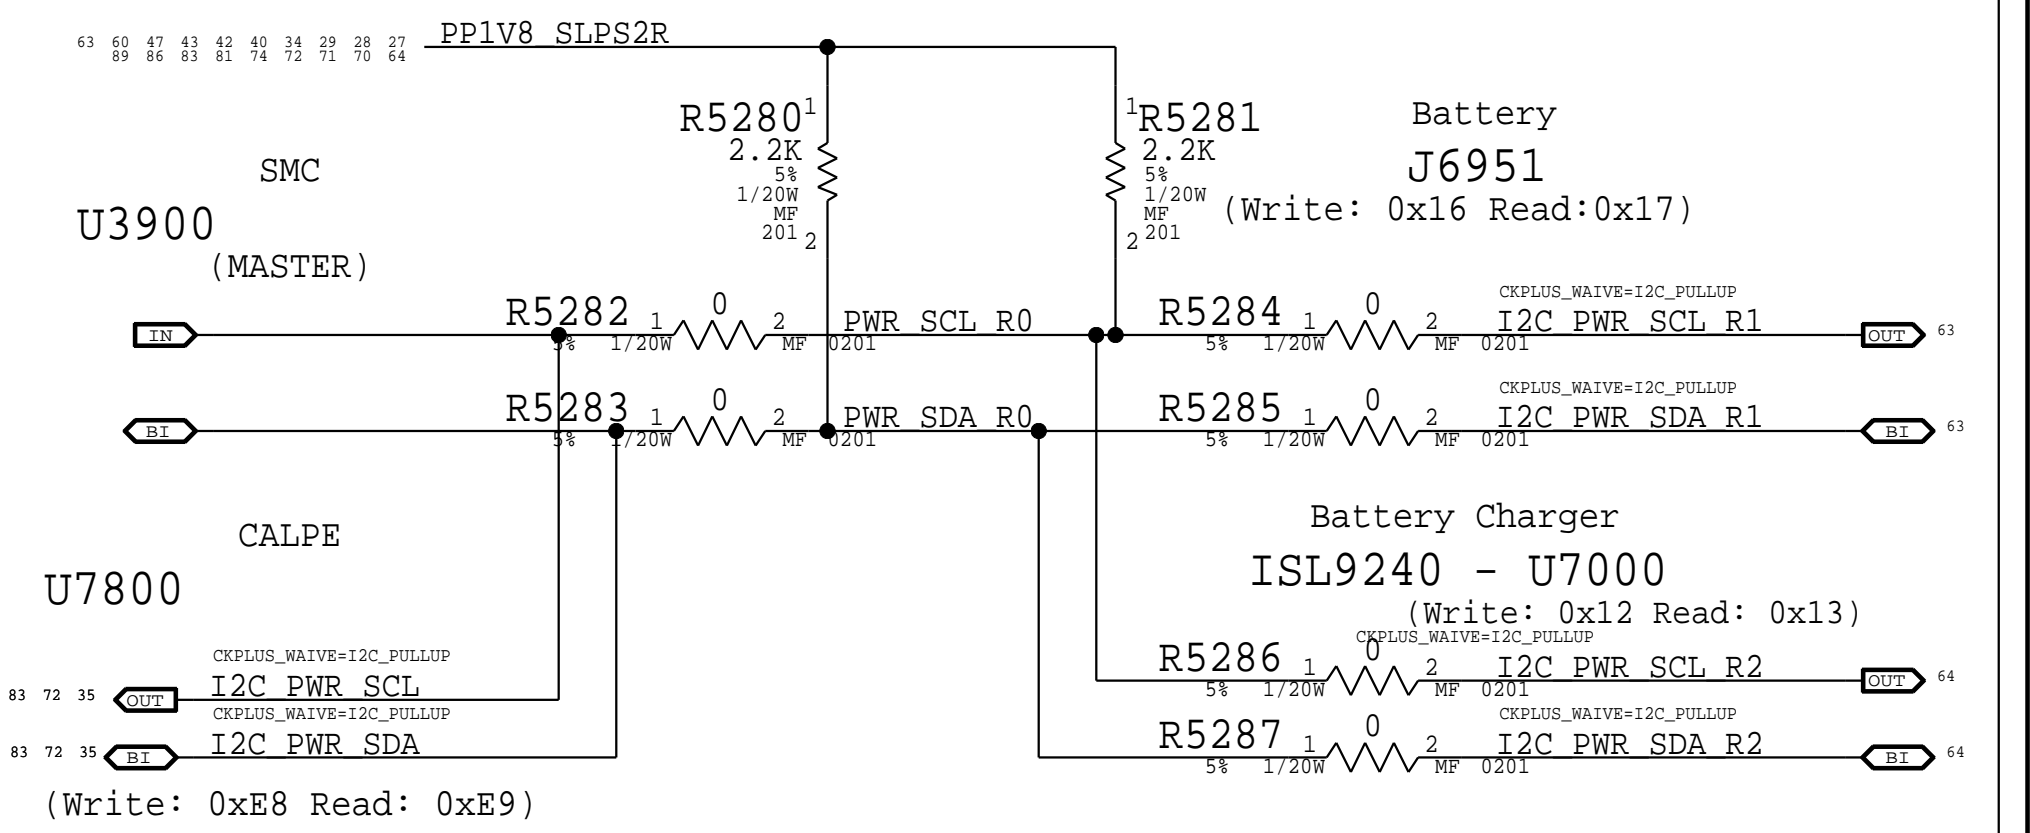 PP1V8_SLPS2R
63 60 47 43 42 40 34 29 28 27
89 86 83 81 74 72 71 70 64
R5280
1
2.2K
5%
1/20W
MF
201
2
1
R5281
2.2K
5%
1/20W
MF
201
2
Battery
J6951
(Write: 0x16 Read:0x17)
SMC
U3900
(MASTER)
IN
R5282 1 0 2 PWR_SCL_R0
5% 1/20W MF 0201
CKPLUS_WAIVE=I2C_PULLUP
R5284 1 0 2 I2C_PWR_SCL_R1
5% 1/20W MF 0201
OUT 63
BI
R5283 1 0 2 PWR_SDA_R0
5% 1/20W MF 0201
CKPLUS_WAIVE=I2C_PULLUP
R5285 1 0 2 I2C_PWR_SDA_R1
5% 1/20W MF 0201
BI 63
CALPE
U7800
CKPLUS_WAIVE=I2C_PULLUP
83 72 35 OUT I2C_PWR_SCL
CKPLUS_WAIVE=I2C_PULLUP
83 72 35 BI I2C_PWR_SDA
(Write: 0xE8 Read: 0xE9)
Battery Charger
ISL9240 - U7000
(Write: 0x12 Read: 0x13)
CKPLUS_WAIVE=I2C_PULLUP
R5286 1 0 2 I2C_PWR_SCL_R2
5% 1/20W MF 0201
OUT 64
CKPLUS_WAIVE=I2C_PULLUP
R5287 1 0 2 I2C_PWR_SDA_R2
5% 1/20W MF 0201
BI 64